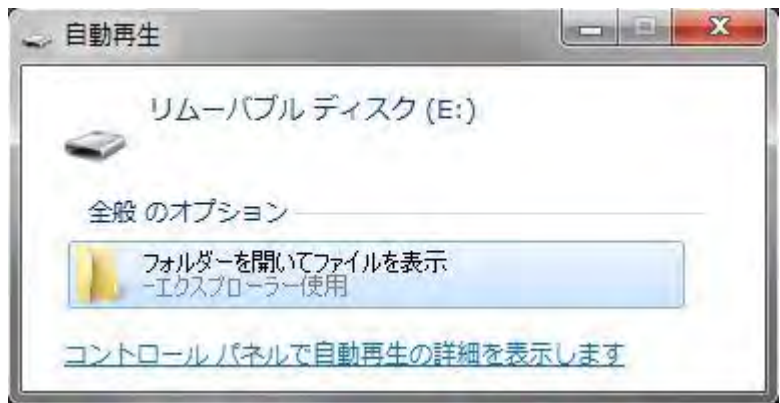 自動再生
リムーバブル ディスク (E:)
全般 のオプション
フォルダーを開いてファイルを表示
-エクスプローラー使用
コントロール パネルで自動再生の詳細を表示します